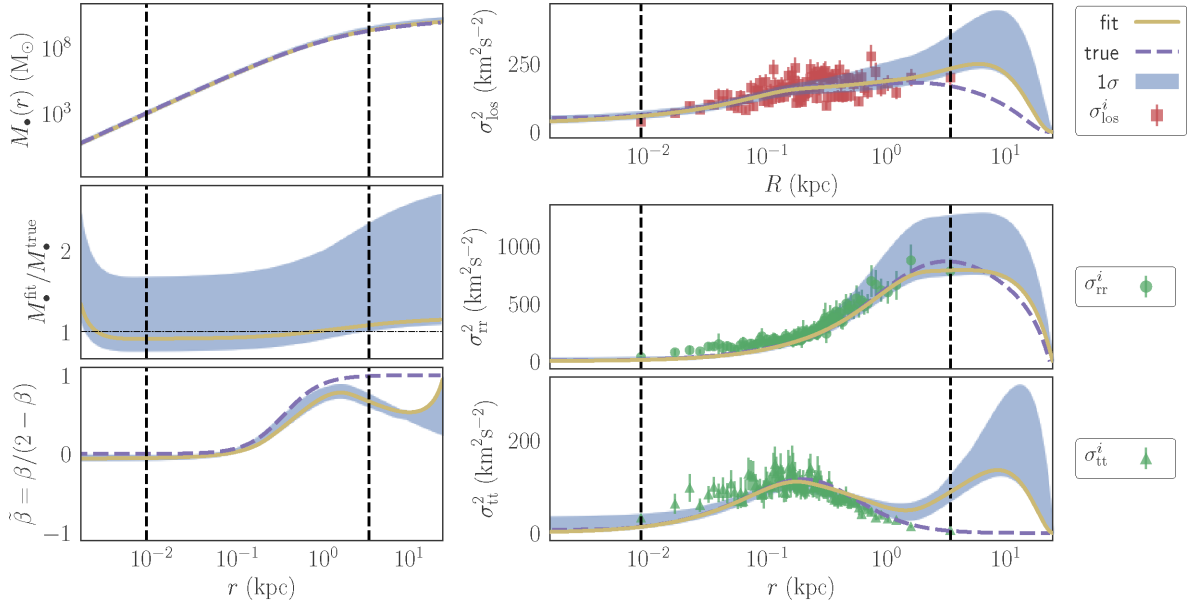 M•(r) (M⊙)
10^8
10^3
M•^fit/M•^true
2
1
β̃ = β/(2 − β)
1
0
−1
10^−2 10^−1 10^0 10^1
r (kpc)
σ²_los (km²s^−2)
250
0
10^−2 10^−1 10^0 10^1
R (kpc)
σ²_rr (km²s^−2)
1000
500
0
σ²_tt (km²s^−2)
200
0
10^−2 10^−1 10^0 10^1
r (kpc)
fit
true
1σ
σ^i_los
σ^i_rr
σ^i_tt